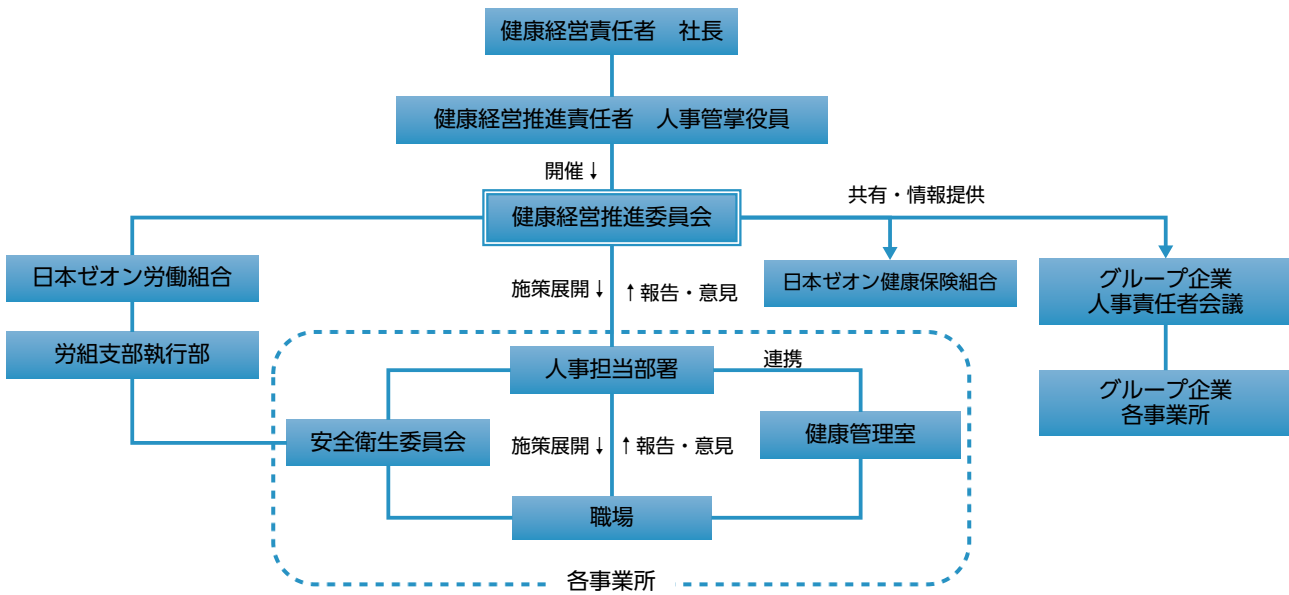 健康経営責任者　社長
健康経営推進責任者　人事管掌役員
開催↓
健康経営推進委員会
共有・情報提供
日本ゼオン労働組合
労組支部執行部
施策展開↓
↑報告・意見
日本ゼオン健康保険組合
グループ企業
人事責任者会議
グループ企業
各事業所
人事担当部署
連携
安全衛生委員会
施策展開↓
↑報告・意見
健康管理室
職場
各事業所